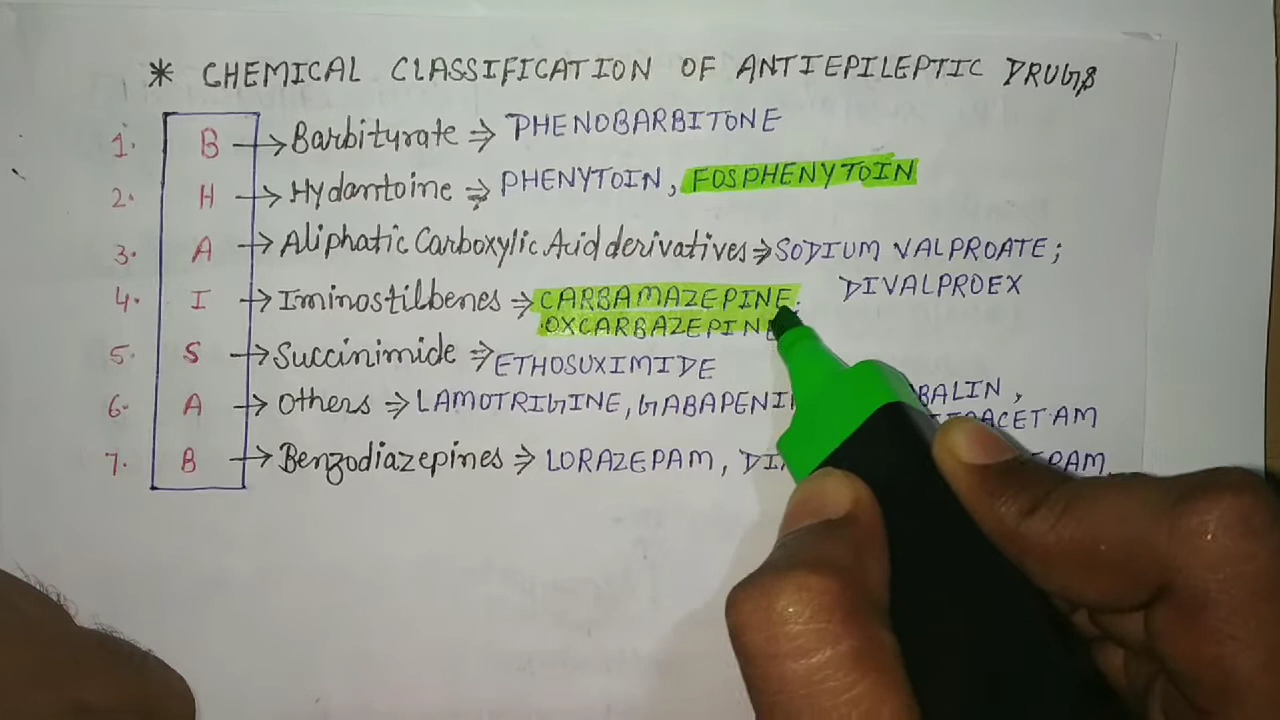 * CHEMICAL CLASSIFICATION OF ANTIEPILEPTIC DRUGS
1. B → Barbiturate ⇒ PHENOBARBITONE
2. H → Hydantoine ⇒ PHENYTOIN, FOSPHENYTOIN
3. A → Aliphatic Carboxylic Acid derivatives ⇒ SODIUM VALPROATE;
DIVALPROEX
4. I → Iminostilbenes ⇒ CARBAMAZEPINE;
OXCARBAZEPINE
5. S → Succinimide ⇒ ETHOSUXIMIDE
6. A → Others ⇒ LAMOTRIGINE,
7. B → Benzodiazepines ⇒ LORAZEPAM,